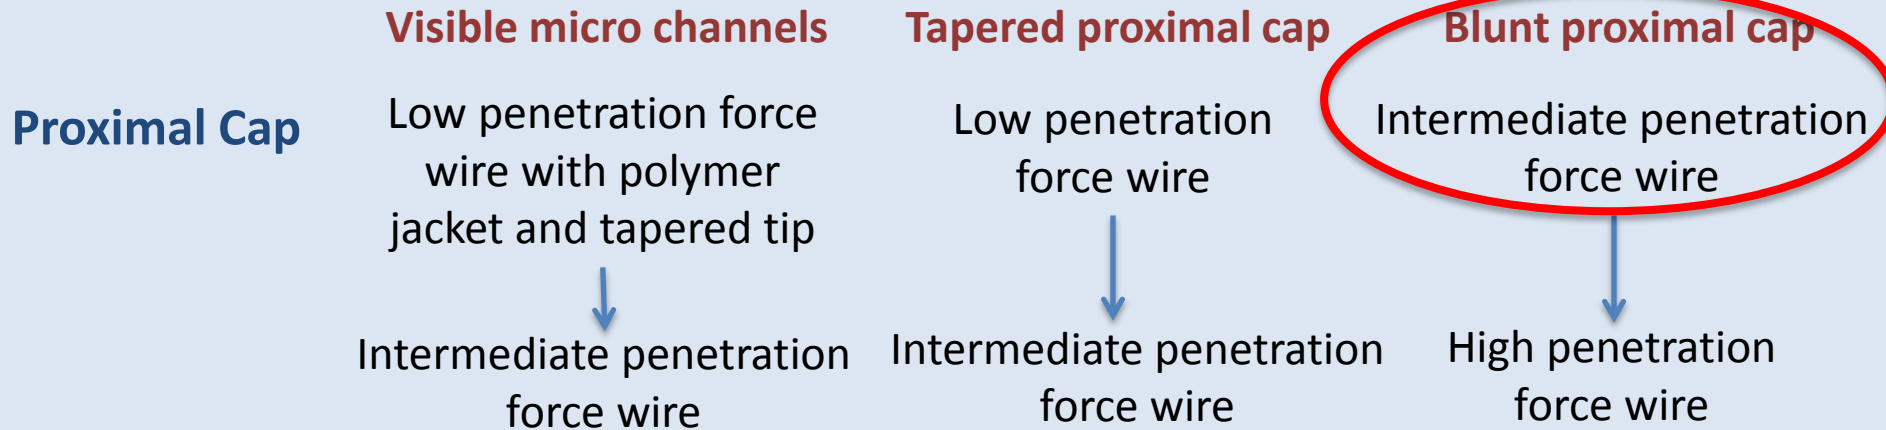 Visible micro channels
Tapered proximal cap
Blunt proximal cap
Proximal Cap
Low penetration force
wire with polymer
jacket and tapered tip
Low penetration
force wire
Intermediate penetration
force wire
Intermediate penetration
force wire
Intermediate penetration
force wire
High penetration
force wire